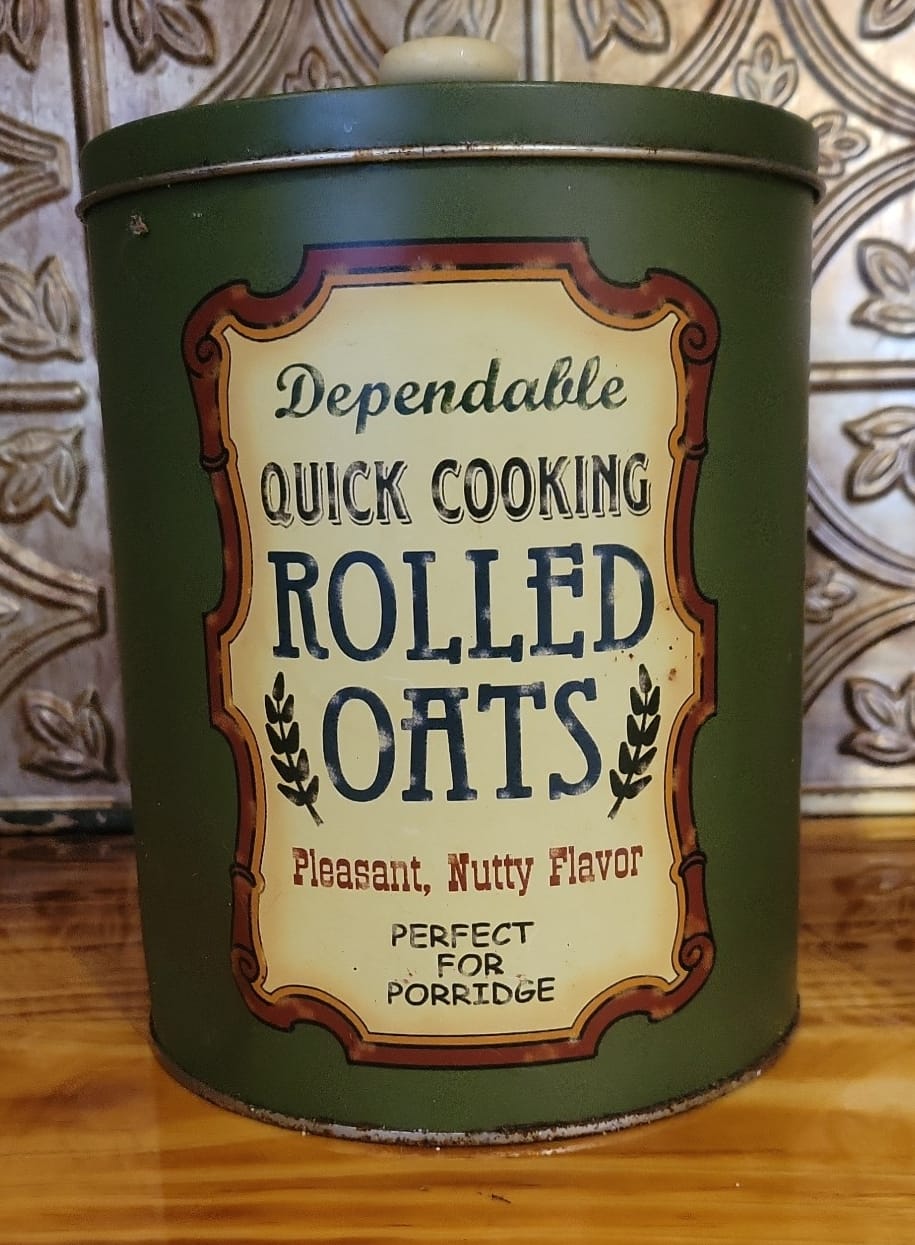 Dependable
QUICK COOKING
ROLLED
OATS
Pleasant, Nutty Flavor
PERFECT
FOR
PORRIDGE